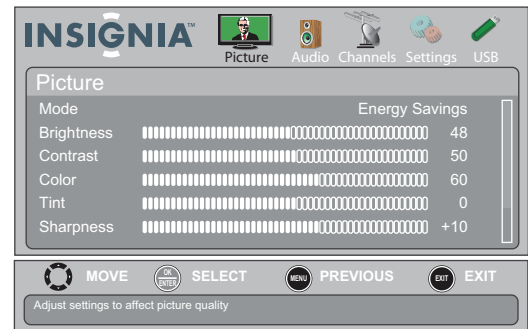 INSIGNIA™
Picture Audio Channels Settings USB
Picture
Mode Energy Savings
Brightness 48
Contrast 50
Color 60
Tint 0
Sharpness +10
MOVE OK ENTER SELECT MENU PREVIOUS EXIT EXIT
Adjust settings to affect picture quality